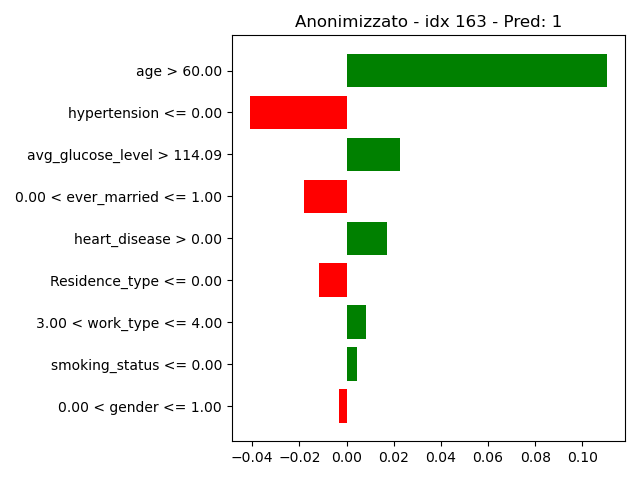 Anonimizzato - idx 163 - Pred: 1
age > 60.00
hypertension <= 0.00
avg_glucose_level > 114.09
0.00 < ever_married <= 1.00
heart_disease > 0.00
Residence_type <= 0.00
3.00 < work_type <= 4.00
smoking_status <= 0.00
0.00 < gender <= 1.00
−0.04 −0.02 0.00 0.02 0.04 0.06 0.08 0.10